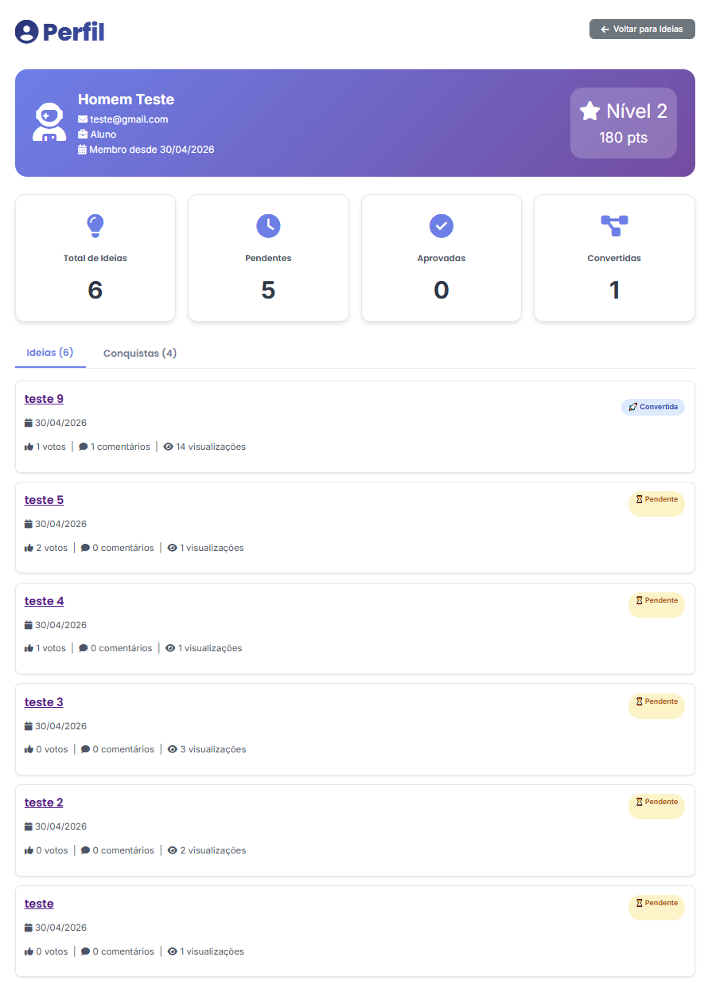 Perfil
Voltar para Ideias
Homem Teste
teste@gmail.com
Aluno
Membro desde 30/04/2026
Nível 2
180 pts
Total de Ideias
6
Pendentes
5
Aprovadas
0
Convertidas
1
Ideias (6)
Conquistas (4)
teste 9
Convertida
30/04/2026
1 votos | 1 comentários | 14 visualizações
teste 5
Pendente
30/04/2026
2 votos | 0 comentários | 1 visualizações
teste 4
Pendente
30/04/2026
1 votos | 0 comentários | 1 visualizações
teste 3
Pendente
30/04/2026
0 votos | 0 comentários | 3 visualizações
teste 2
Pendente
30/04/2026
0 votos | 0 comentários | 2 visualizações
teste
Pendente
30/04/2026
0 votos | 0 comentários | 1 visualizações